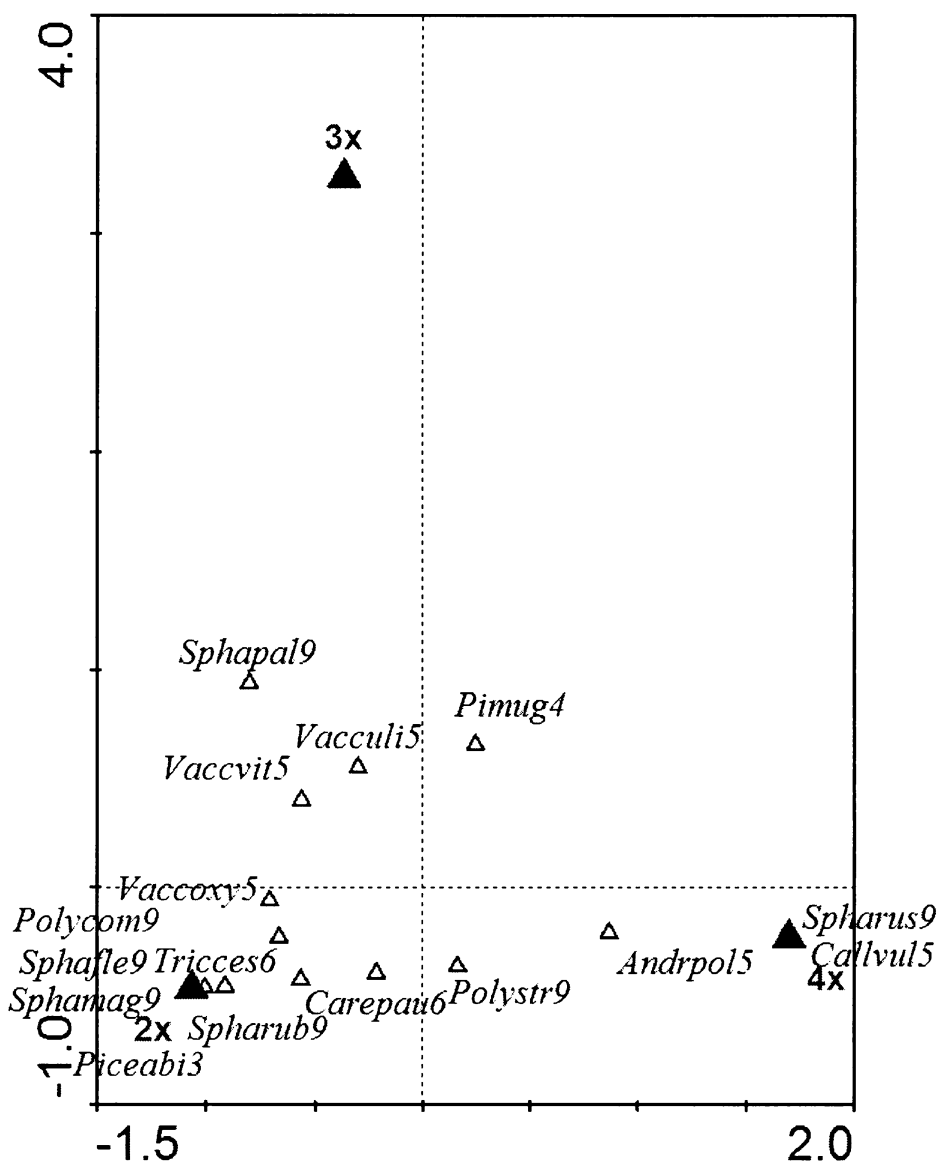 4.0
3x
Sphapal9
Pimug4
Vacculi5
Vaccvit5
Vaccoxy5
Polycom9
Spharus9
Sphafle9
Tricces6
Andrpol5
Callvul5
Sphamag9
Carepau6
Polystr9
4x
2x
Spharub9
Piceabi3
-1.0
-1.5
2.0